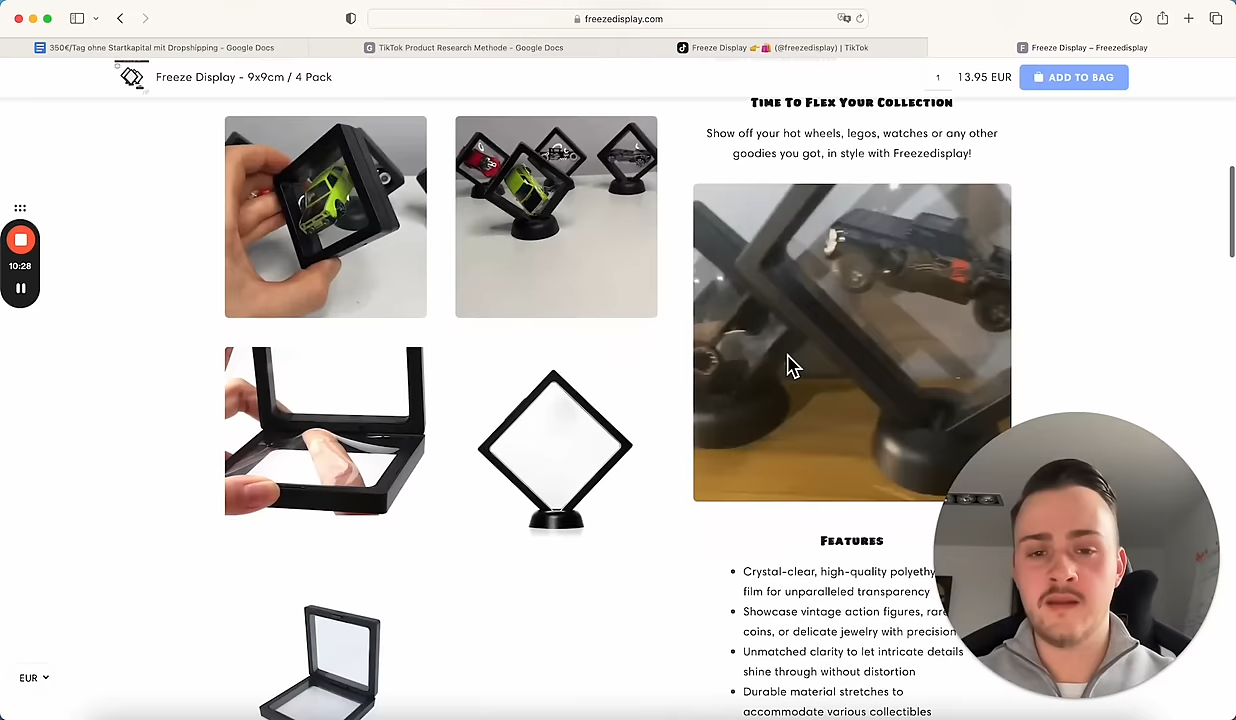 freezedisplay.com
350€/Tag ohne Startkapital mit Dropshipping - Google Docs
TikTok Product Research Methode - Google Docs
Freeze Display 👉🛍️ (@freezedisplay) | TikTok
Freeze Display – Freezedisplay
Freeze Display - 9x9cm / 4 Pack
1
13.95 EUR
ADD TO BAG
Time To Flex Your Collection
Show off your hot wheels, legos, watches or any other
goodies you got, in style with Freezedisplay!
10:28
Features
Crystal-clear, high-quality polyethy
film for unparalleled transparency
Showcase vintage action figures, rare
coins, or delicate jewelry with precision
Unmatched clarity to let intricate details
shine through without distortion
Durable material stretches to
accommodate various collectibles
EUR